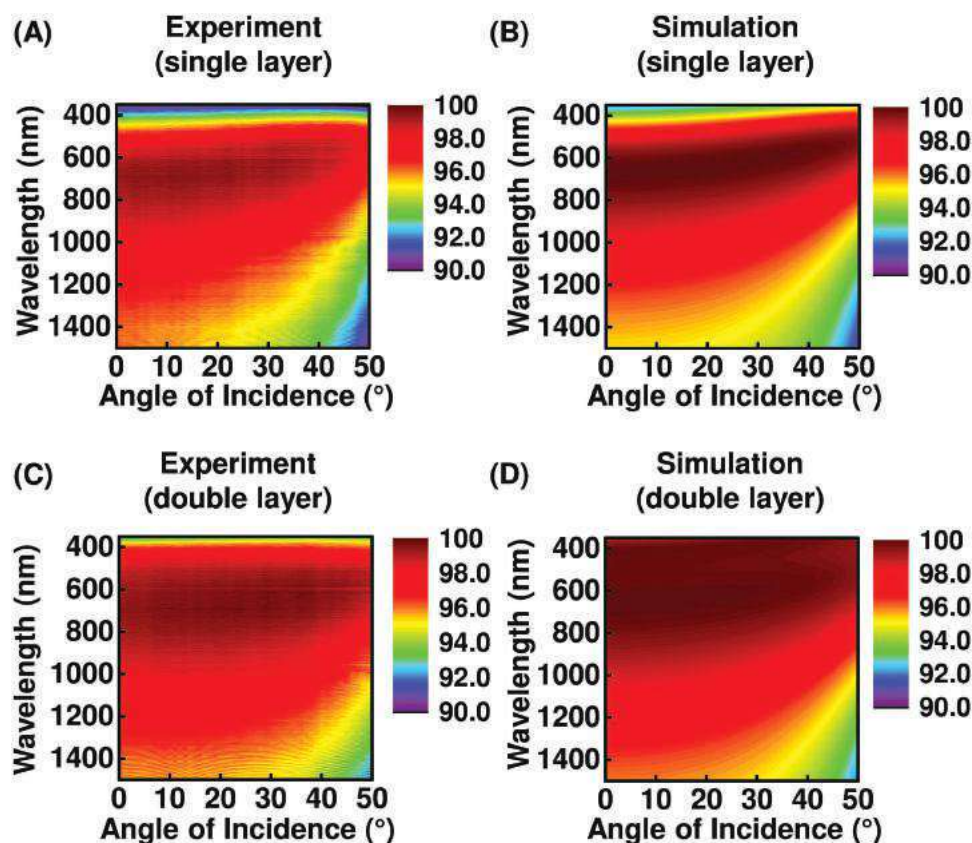 (A)
Experiment
(single layer)
Wavelength (nm)
400
600
800
1000
1200
1400
0 10 20 30 40 50
Angle of Incidence (°)
100
98.0
96.0
94.0
92.0
90.0
(B)
Simulation
(single layer)
Wavelength (nm)
400
600
800
1000
1200
1400
0 10 20 30 40 50
Angle of Incidence (°)
100
98.0
96.0
94.0
92.0
90.0
(C)
Experiment
(double layer)
Wavelength (nm)
400
600
800
1000
1200
1400
0 10 20 30 40 50
Angle of Incidence (°)
100
98.0
96.0
94.0
92.0
90.0
(D)
Simulation
(double layer)
Wavelength (nm)
400
600
800
1000
1200
1400
0 10 20 30 40 50
Angle of Incidence (°)
100
98.0
96.0
94.0
92.0
90.0